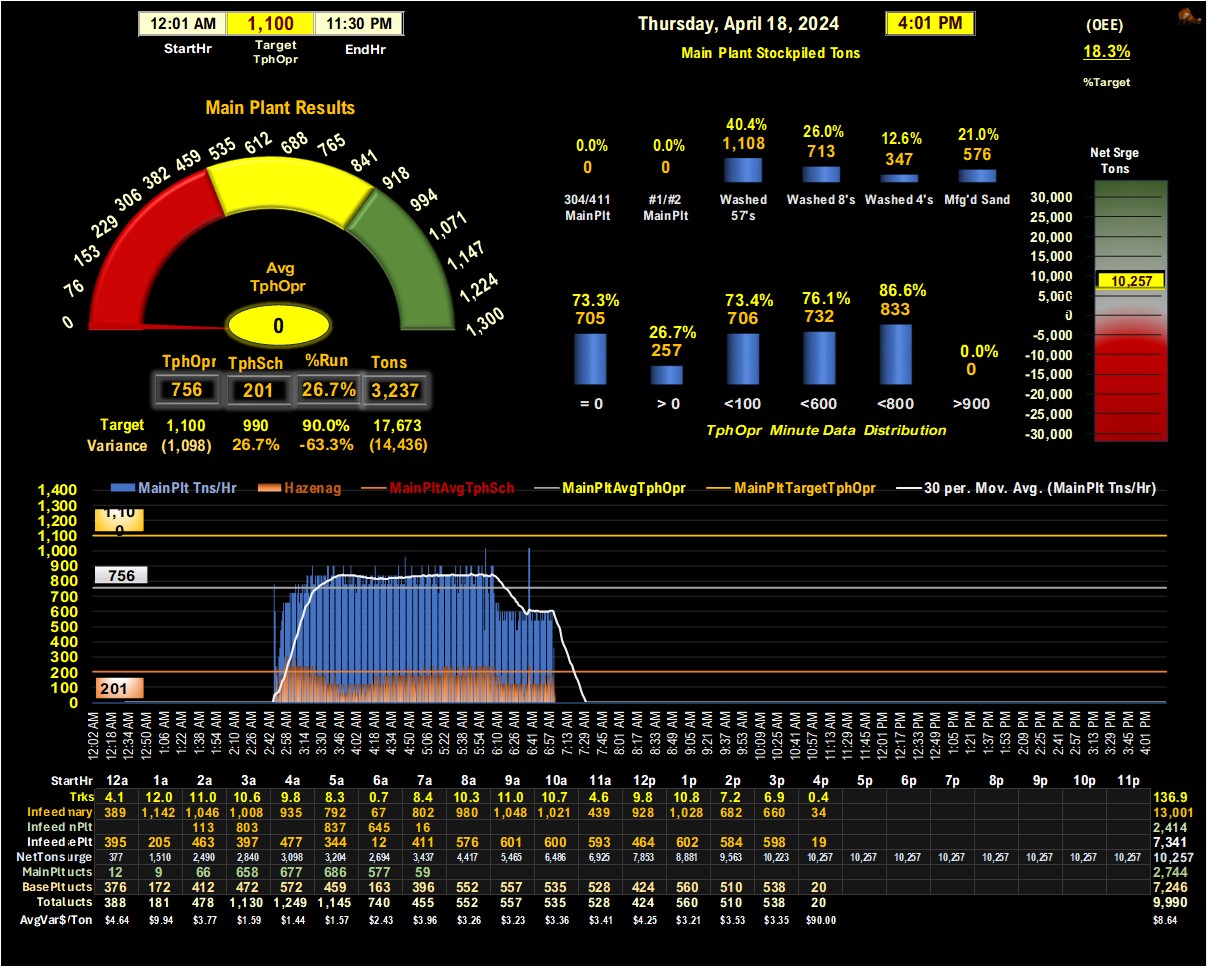 12:01 AM 1,100 11:30 PM
StartHr Target TphOpr EndHr
Thursday, April 18, 2024 4:01 PM
Main Plant Stockpiled Tons
(OEE)
18.3%
%Target
Main Plant Results
0 76 153 229 306 382 459 535 612 688 765 841 918 994 1,071 1,147 1,224 1,300
Avg
TphOpr
0
TphOpr TphSch %Run Tons
756 201 26.7% 3,237
Target 1,100 990 90.0% 17,673
Variance (1,098) 26.7% -63.3% (14,436)
0.0% 0.0% 40.4% 26.0% 12.6% 21.0%
0 0 1,108 713 347 576
304/411 MainPlt #1/#2 MainPlt Washed 57's Washed 8's Washed 4's Mfg'd Sand
73.3% 26.7% 73.4% 76.1% 86.6% 0.0%
705 257 706 732 833 0
= 0 > 0 <100 <600 <800 >900
TphOpr Minute Data Distribution
Net Srge
Tons
30,000
25,000
20,000
15,000
10,000
10,257
5,000
0
-5,000
-10,000
-15,000
-20,000
-25,000
-30,000
MainPlt Tns/Hr Hazenag MainPltAvgTphSch MainPltAvgTphOpr MainPltTargetTphOpr 30 per. Mov. Avg. (MainPlt Tns/Hr)
1,400
1,300
1,200
1,100
1,100
1,000
900
800
756
700
600
500
400
300
200
201
100
0
12:02 AM 12:18 AM 12:34 AM 12:50 AM 1:06 AM 1:22 AM 1:38 AM 1:54 AM 2:10 AM 2:26 AM 2:42 AM 2:58 AM 3:14 AM 3:30 AM 3:46 AM 4:02 AM 4:18 AM 4:34 AM 4:50 AM 5:06 AM 5:22 AM 5:38 AM 5:54 AM 6:10 AM 6:26 AM 6:41 AM 6:57 AM 7:13 AM 7:29 AM 7:45 AM 8:01 AM 8:17 AM 8:33 AM 8:49 AM 9:05 AM 9:21 AM 9:37 AM 9:53 AM 10:09 AM 10:25 AM 10:41 AM 10:57 AM 11:13 AM 11:29 AM 11:45 AM 12:01 PM 12:17 PM 12:33 PM 12:49 PM 1:05 PM 1:21 PM 1:37 PM 1:53 PM 2:09 PM 2:25 PM 2:41 PM 2:57 PM 3:13 PM 3:29 PM 3:45 PM 4:01 PM
StartHr 12a 1a 2a 3a 4a 5a 6a 7a 8a 9a 10a 11a 12p 1p 2p 3p 4p 5p 6p 7p 8p 9p 10p 11p
Trks 4.1 12.0 11.0 10.6 9.8 8.3 0.7 8.4 10.3 11.0 10.7 4.6 9.8 10.8 7.2 6.9 0.4 136.9
Infeed mary 389 1,142 1,046 1,008 935 792 67 802 980 1,048 1,021 439 928 1,028 682 660 34 13,001
Infeed nPlt 113 803 837 645 16 2,414
Infeed ePlt 395 205 463 397 477 344 12 411 576 601 600 593 464 602 584 598 19 7,341
NetTons urge 377 1,510 2,490 2,840 3,098 3,204 2,694 3,437 4,417 5,465 6,486 6,925 7,853 8,881 9,563 10,223 10,257 10,257 10,257 10,257 10,257 10,257 10,257 10,257 10,257
MainPlt ucts 12 9 66 658 677 686 577 59 2,744
BasePlt ucts 376 172 412 472 572 459 163 396 552 557 535 528 424 560 510 538 20 7,246
Total ucts 388 181 478 1,130 1,249 1,145 740 455 552 557 535 528 424 560 510 538 20 9,990
AvgVar$/Ton $4.64 $9.94 $3.77 $1.59 $1.44 $1.57 $2.43 $3.96 $3.26 $3.23 $3.36 $3.41 $4.25 $3.21 $3.53 $3.35 $90.00 $8.64